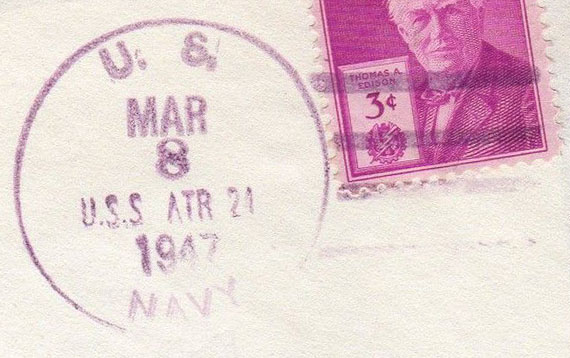 U. S.
MAR
8
U.S.S ATR 21
1947
NAVY
THOMAS A.
EDISON
3¢